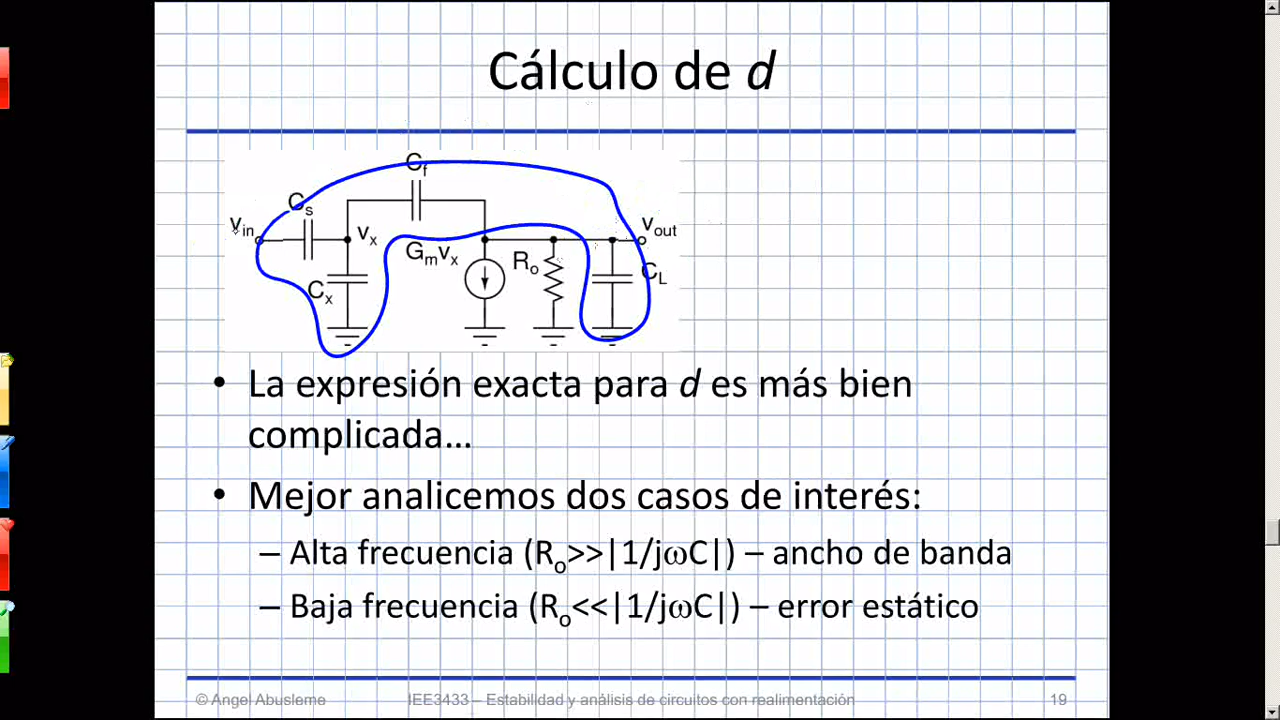 Cálculo de d
Cf
Cs
vin
vx
vout
GmVx
Ro
CL
Cx
• La expresión exacta para d es más bien
complicada...
• Mejor analicemos dos casos de interés:
– Alta frecuencia (Ro>>|1/jωC|) – ancho de banda
– Baja frecuencia (Ro<<|1/jωC|) – error estático
© Angel Abusleme IEE3433 – Estabilidad y análisis de circuitos con realimentación 19